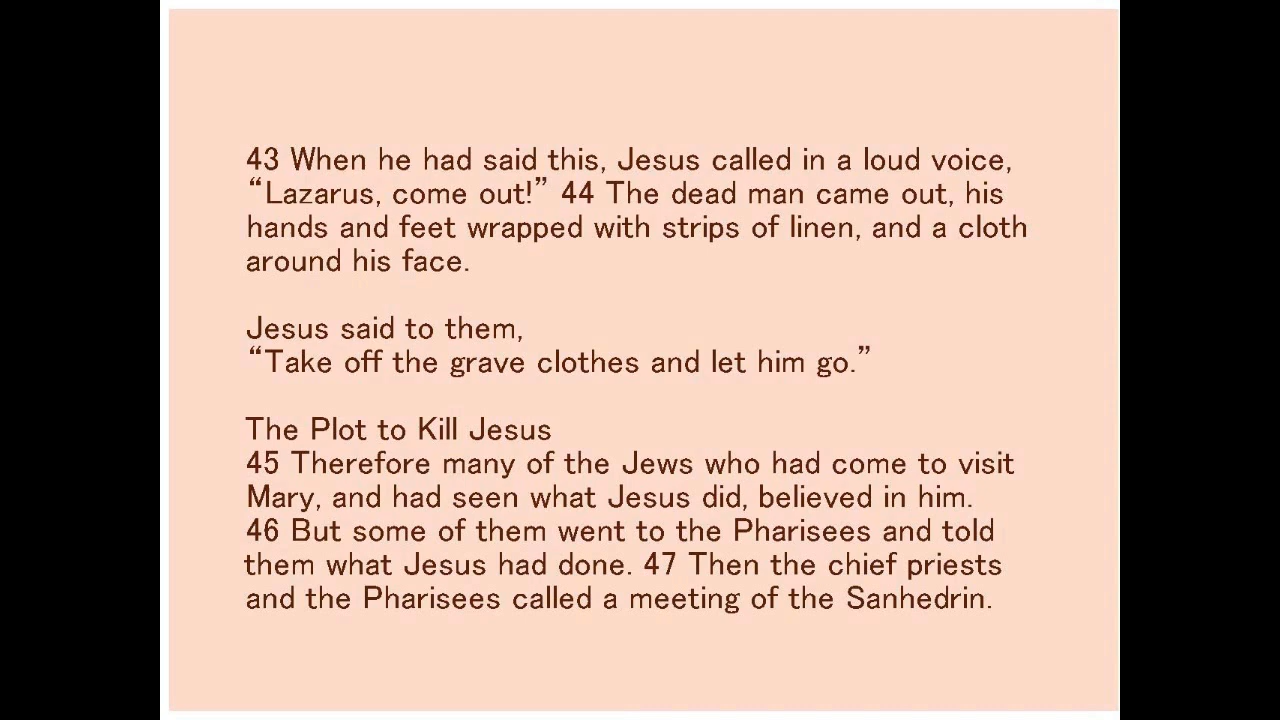 43 When he had said this, Jesus called in a loud voice,
“Lazarus, come out!” 44 The dead man came out, his
hands and feet wrapped with strips of linen, and a cloth
around his face.
Jesus said to them,
“Take off the grave clothes and let him go.”
The Plot to Kill Jesus
45 Therefore many of the Jews who had come to visit
Mary, and had seen what Jesus did, believed in him.
46 But some of them went to the Pharisees and told
them what Jesus had done. 47 Then the chief priests
and the Pharisees called a meeting of the Sanhedrin.